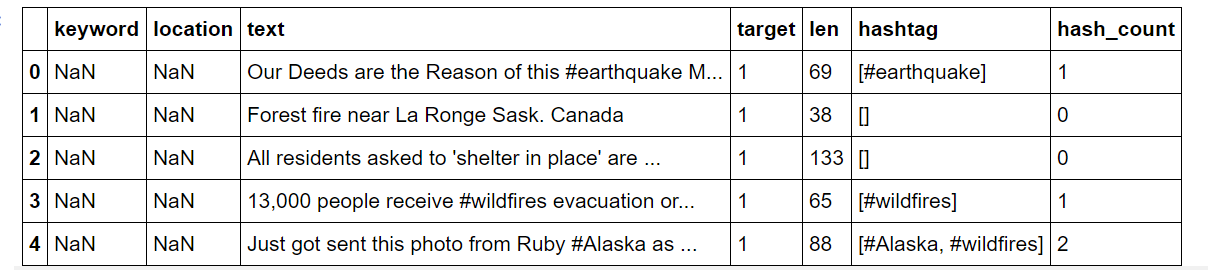 keyword location text target len hashtag hash_count
0 NaN NaN Our Deeds are the Reason of this #earthquake M... 1 69 [#earthquake] 1
1 NaN NaN Forest fire near La Ronge Sask. Canada 1 38 [] 0
2 NaN NaN All residents asked to 'shelter in place' are ... 1 133 [] 0
3 NaN NaN 13,000 people receive #wildfires evacuation or... 1 65 [#wildfires] 1
4 NaN NaN Just got sent this photo from Ruby #Alaska as ... 1 88 [#Alaska, #wildfires] 2